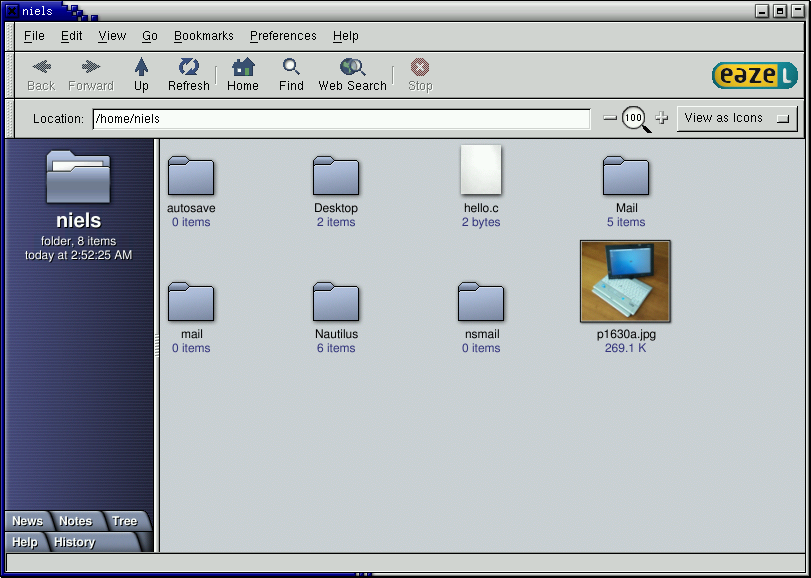 niels
File Edit View Go Bookmarks Preferences Help
Back Forward Up Refresh Home Find Web Search Stop
eazel
Location: /home/niels 100 View as Icons
niels
folder, 8 items
today at 2:52:25 AM
autosave
0 items
Desktop
2 items
hello.c
2 bytes
Mail
5 items
mail
0 items
Nautilus
6 items
nsmail
0 items
p1630a.jpg
269.1 K
News Notes Tree
Help History